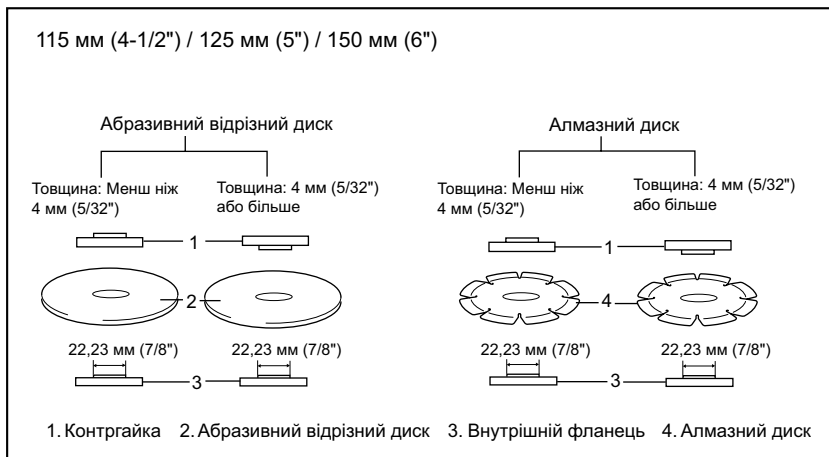 115 мм (4-1/2") / 125 мм (5") / 150 мм (6")
Абразивний відрізний диск
Товщина: Менш ніж
4 мм (5/32")
Товщина: 4 мм (5/32")
або більше
1
2
22,23 мм (7/8")
22,23 мм (7/8")
3
Алмазний диск
Товщина: Менш ніж
4 мм (5/32")
Товщина: 4 мм (5/32")
або більше
1
4
22,23 мм (7/8")
22,23 мм (7/8")
3
1. Контргайка 2. Абразивний відрізний диск 3. Внутрішній фланець 4. Алмазний диск